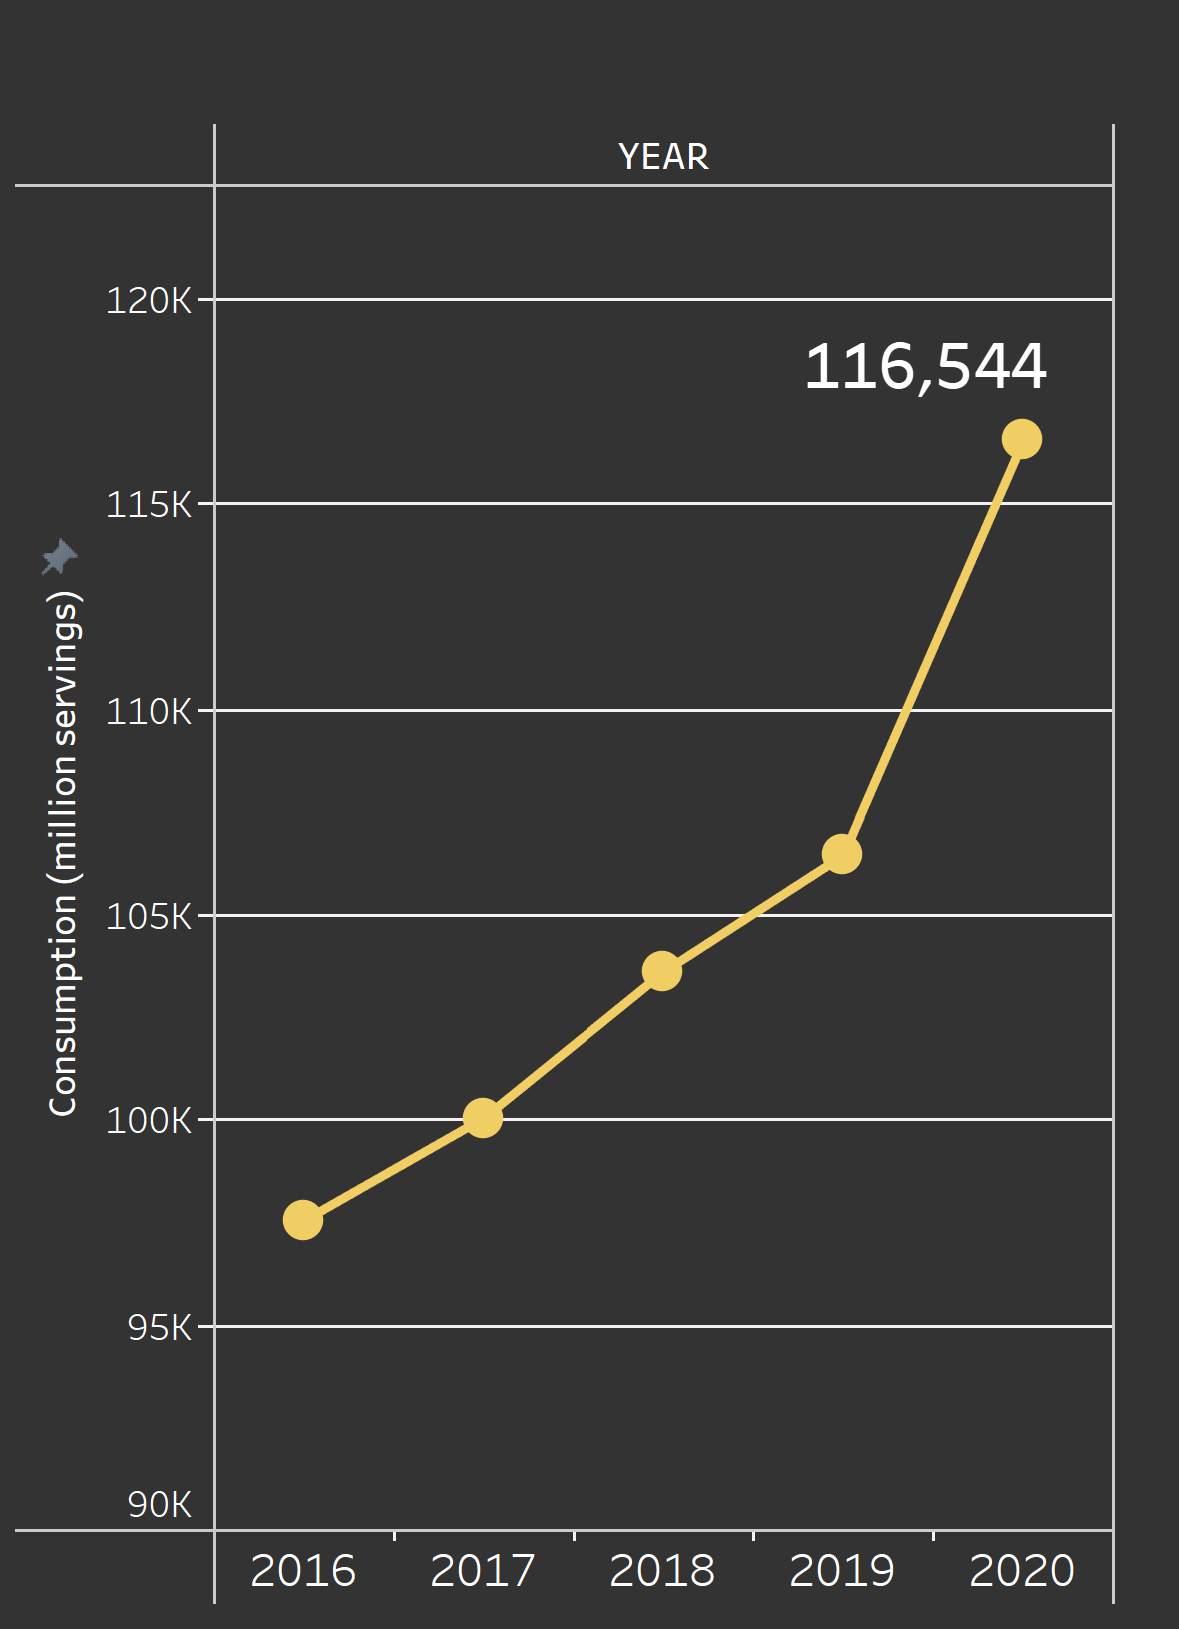 YEAR
120K
116,544
115K
110K
105K
100K
95K
90K
Consumption (million servings)
2016 2017 2018 2019 2020